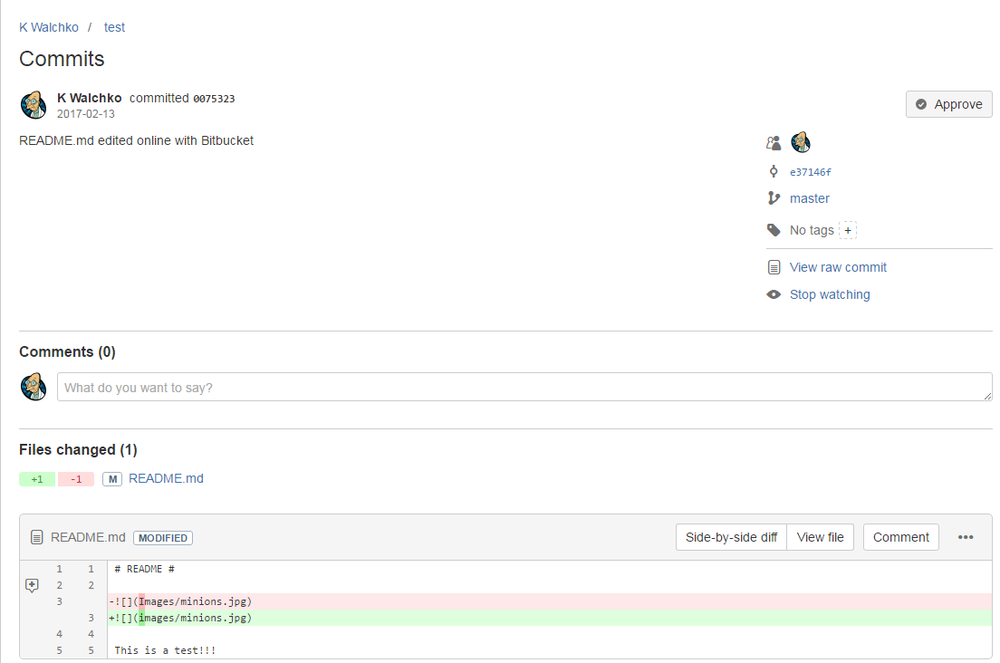 K Walchko / test
Commits
K Walchko committed 0075323
2017-02-13
Approve
README.md edited online with Bitbucket
e37146f
master
No tags +
View raw commit
Stop watching
Comments (0)
What do you want to say?
Files changed (1)
+1 -1 M README.md
README.md MODIFIED Side-by-side diff View file Comment •••
1 1 # README #
2 2
3 -![](Images/minions.jpg)
3 +![](images/minions.jpg)
4 4
5 5 This is a test!!!